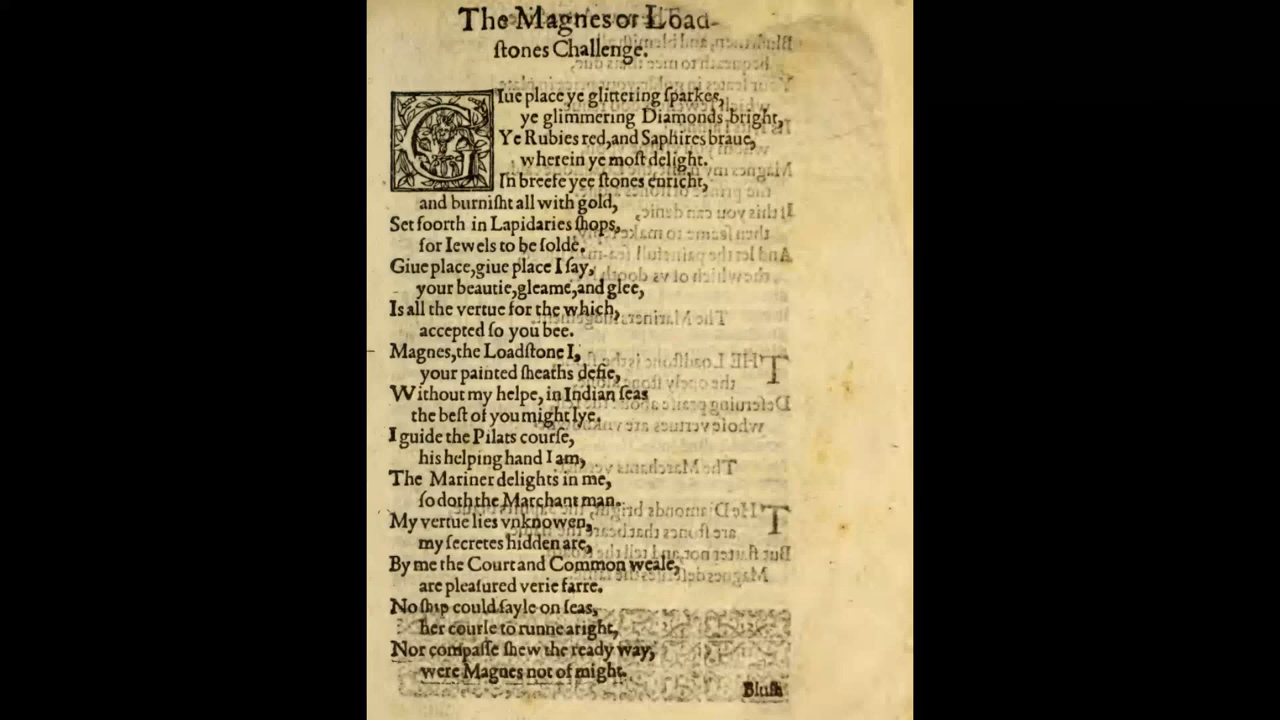 The Magnes or Load-
ſtones Challenge.
GIue place ye glittering ſparkes,
ye glimmering Diamonds bright,
Ye Rubies red,and Saphires braue,
wherein ye moſt delight.
In breefe yee ſtones enricht,
and burniſht all with gold,
Set foorth in Lapidaries ſhops,
for Iewels to be ſolde.
Giue place,giue place I ſay,
your beautie,gleame,and glee,
Is all the vertue for the which,
accepted ſo you bee.
Magnes,the Loadſtone I,
your painted ſheaths defie,
Without my helpe, in Indian ſeas
the beſt of you might lye.
I guide the Pilats courſe,
his helping hand I am,
The Mariner delights in me,
ſo doth the Marchant man.
My vertue lies vnknowen,
my ſecretes hidden are,
By me the Court and Common weale,
are pleaſured verie farre.
No ſhip could ſayle on ſeas,
her courſe to runne aright,
Nor compaſſe ſhew the ready way,
were Magnes not of might.
Bluſh